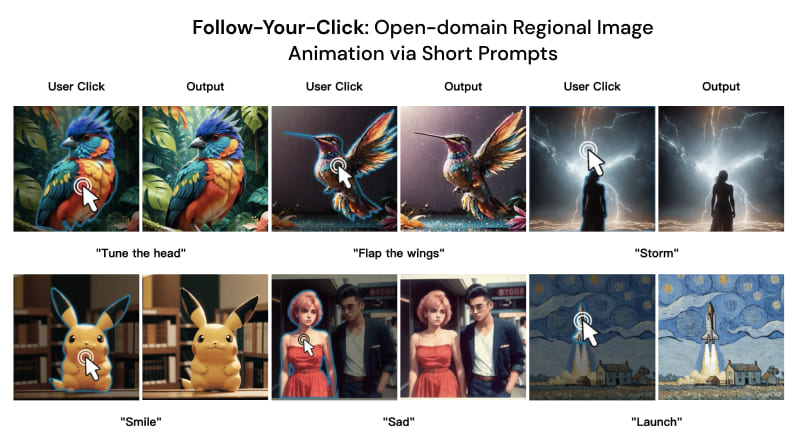 Follow-Your-Click: Open-domain Regional Image
Animation via Short Prompts
User Click
Output
User Click
Output
User Click
Output
"Tune the head"
"Flap the wings"
"Storm"
"Smile"
"Sad"
"Launch"